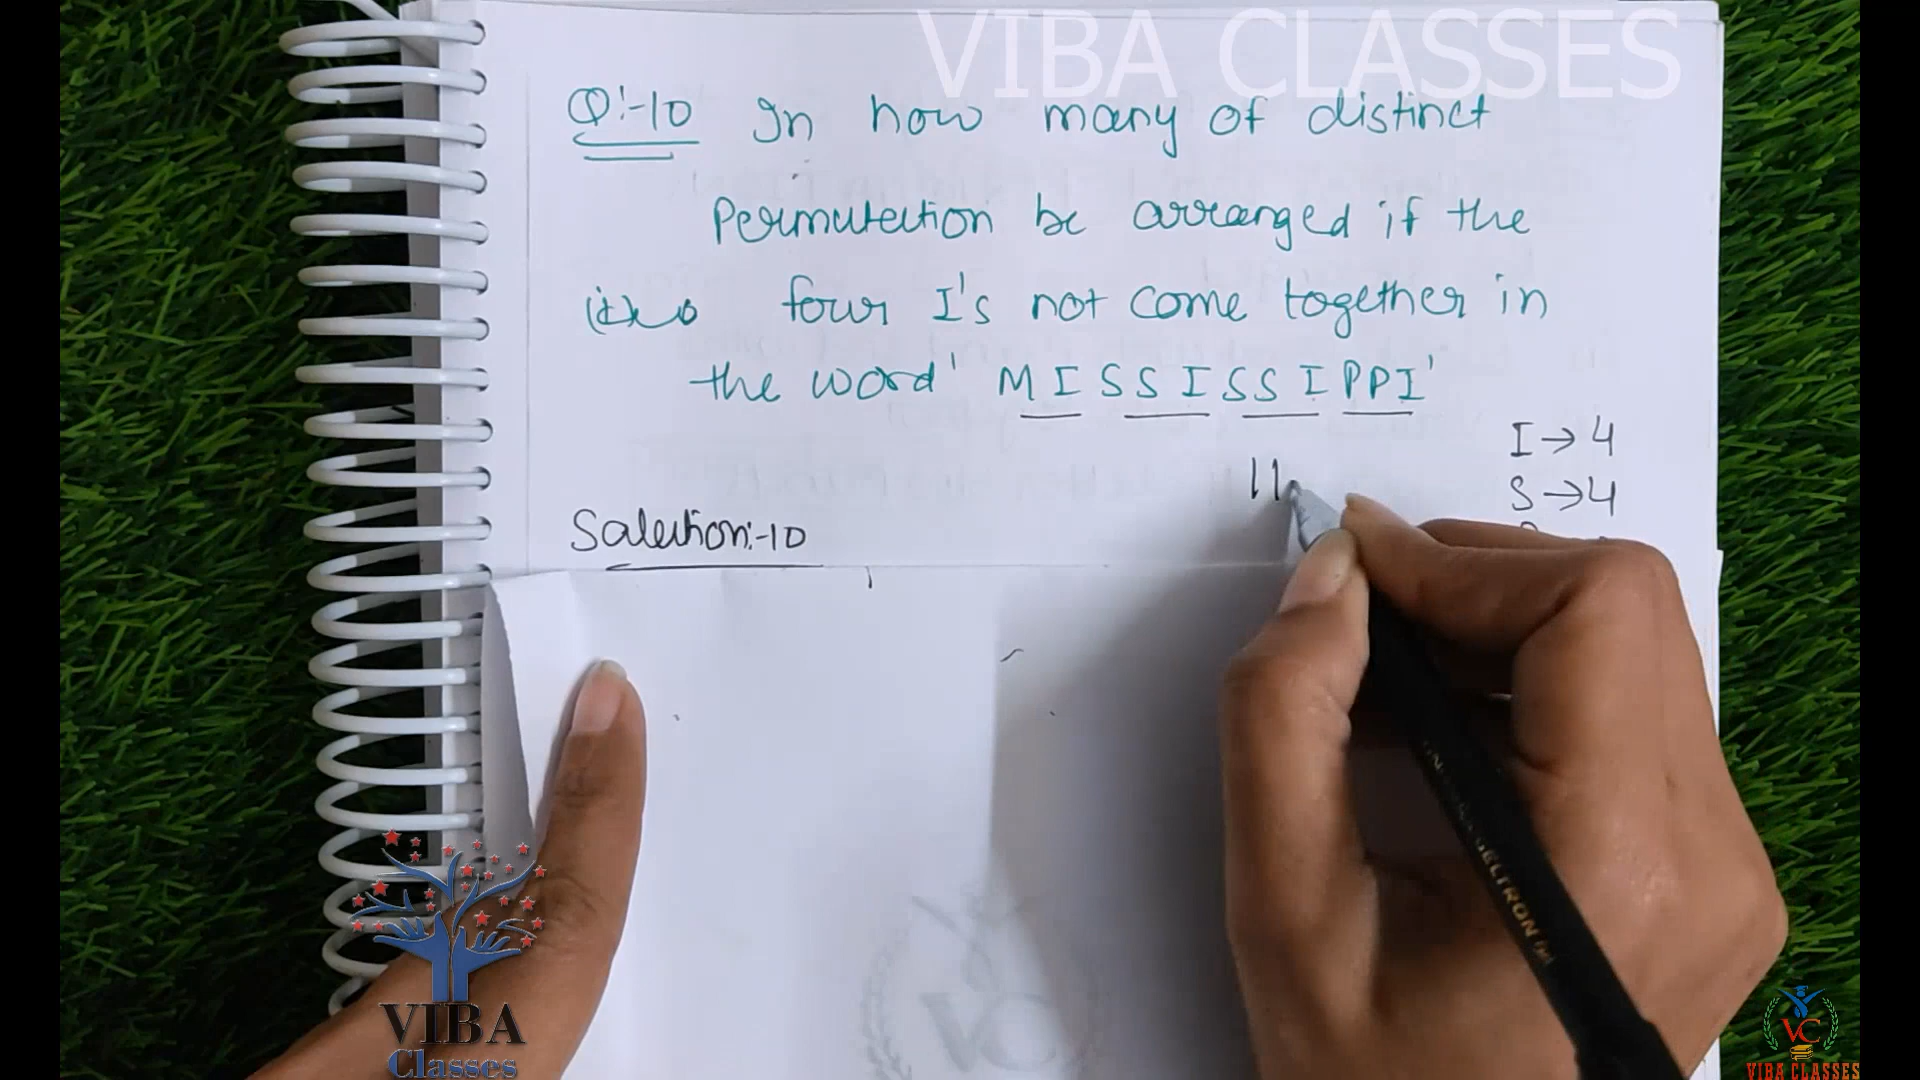 VIBA CLASSES
Q:-10 In how many of distinct
Permutation be arranged if the
four I's not come together in
the word ' MISSISSIPPI'
I → 4
S → 4
11
Solution:-10
VC
VIBA
Classes
VC
VIBA CLASSES